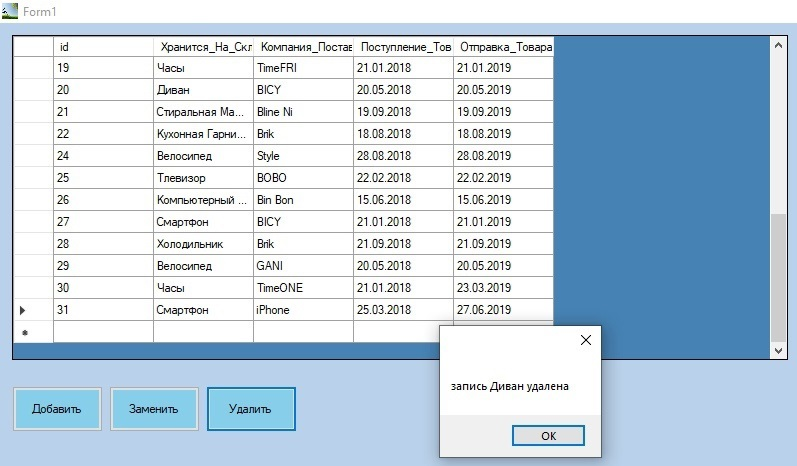 Form1
id Хранится_На_Скл Компания_Постав Поступление_Тов Отправка_Товара
19 Часы TimeFRI 21.01.2018 21.01.2019
20 Диван BICY 20.05.2018 20.05.2019
21 Стиральная Ма... Bline Ni 19.09.2018 19.09.2019
22 Кухонная Гарни... Brik 18.08.2018 18.08.2019
24 Велосипед Style 28.08.2018 28.08.2019
25 Тлевизор BOBO 22.02.2018 22.02.2019
26 Компьютерный ... Bin Bon 15.06.2018 15.06.2019
27 Смартфон BICY 21.01.2018 21.01.2019
28 Холодильник Brik 21.09.2018 21.09.2019
29 Велосипед GANI 20.05.2018 20.05.2019
30 Часы TimeONE 21.01.2018 23.03.2019
31 Смартфон iPhone 25.03.2018 27.06.2019
запись Диван удалена
OK
Добавить Заменить Удалить